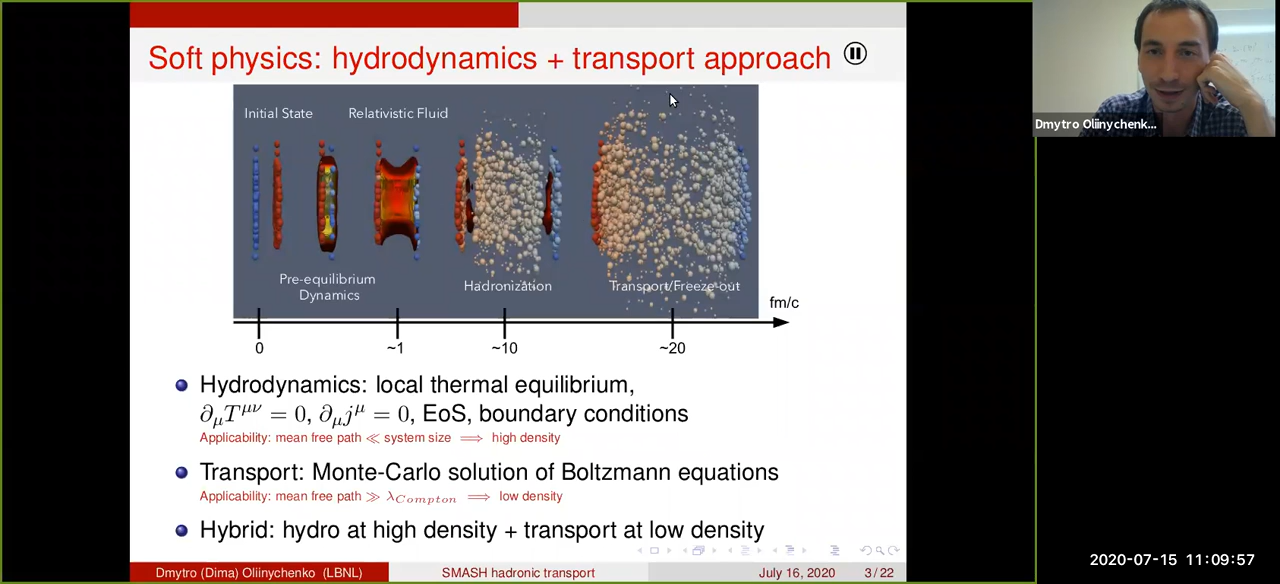 Soft physics: hydrodynamics + transport approach
Initial State
Relativistic Fluid
Pre-equilibrium
Dynamics
Hadronization
Transport/Freeze-out
fm/c
0
~1
~10
~20
Hydrodynamics: local thermal equilibrium,
∂μT^μν = 0, ∂μj^μ = 0, EoS, boundary conditions
Applicability: mean free path ≪ system size ⟹ high density
Transport: Monte-Carlo solution of Boltzmann equations
Applicability: mean free path ≫ λCompton ⟹ low density
Hybrid: hydro at high density + transport at low density
Dmytro (Dima) Oliinychenko (LBNL)
SMASH hadronic transport
July 16, 2020
3 / 22
Dmytro Oliinychenk...
2020-07-15 11:09:57